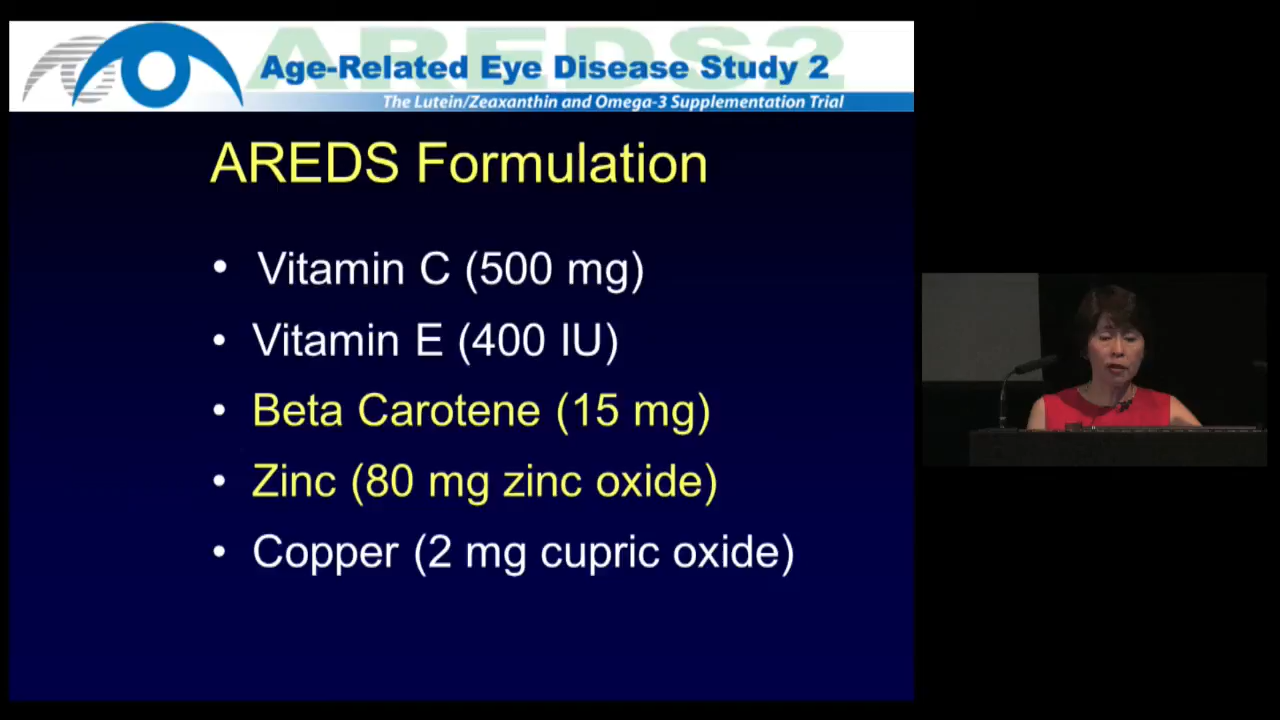 AREDS2
Age-Related Eye Disease Study 2
The Lutein/Zeaxanthin and Omega-3 Supplementation Trial
AREDS Formulation
• Vitamin C (500 mg)
• Vitamin E (400 IU)
• Beta Carotene (15 mg)
• Zinc (80 mg zinc oxide)
• Copper (2 mg cupric oxide)